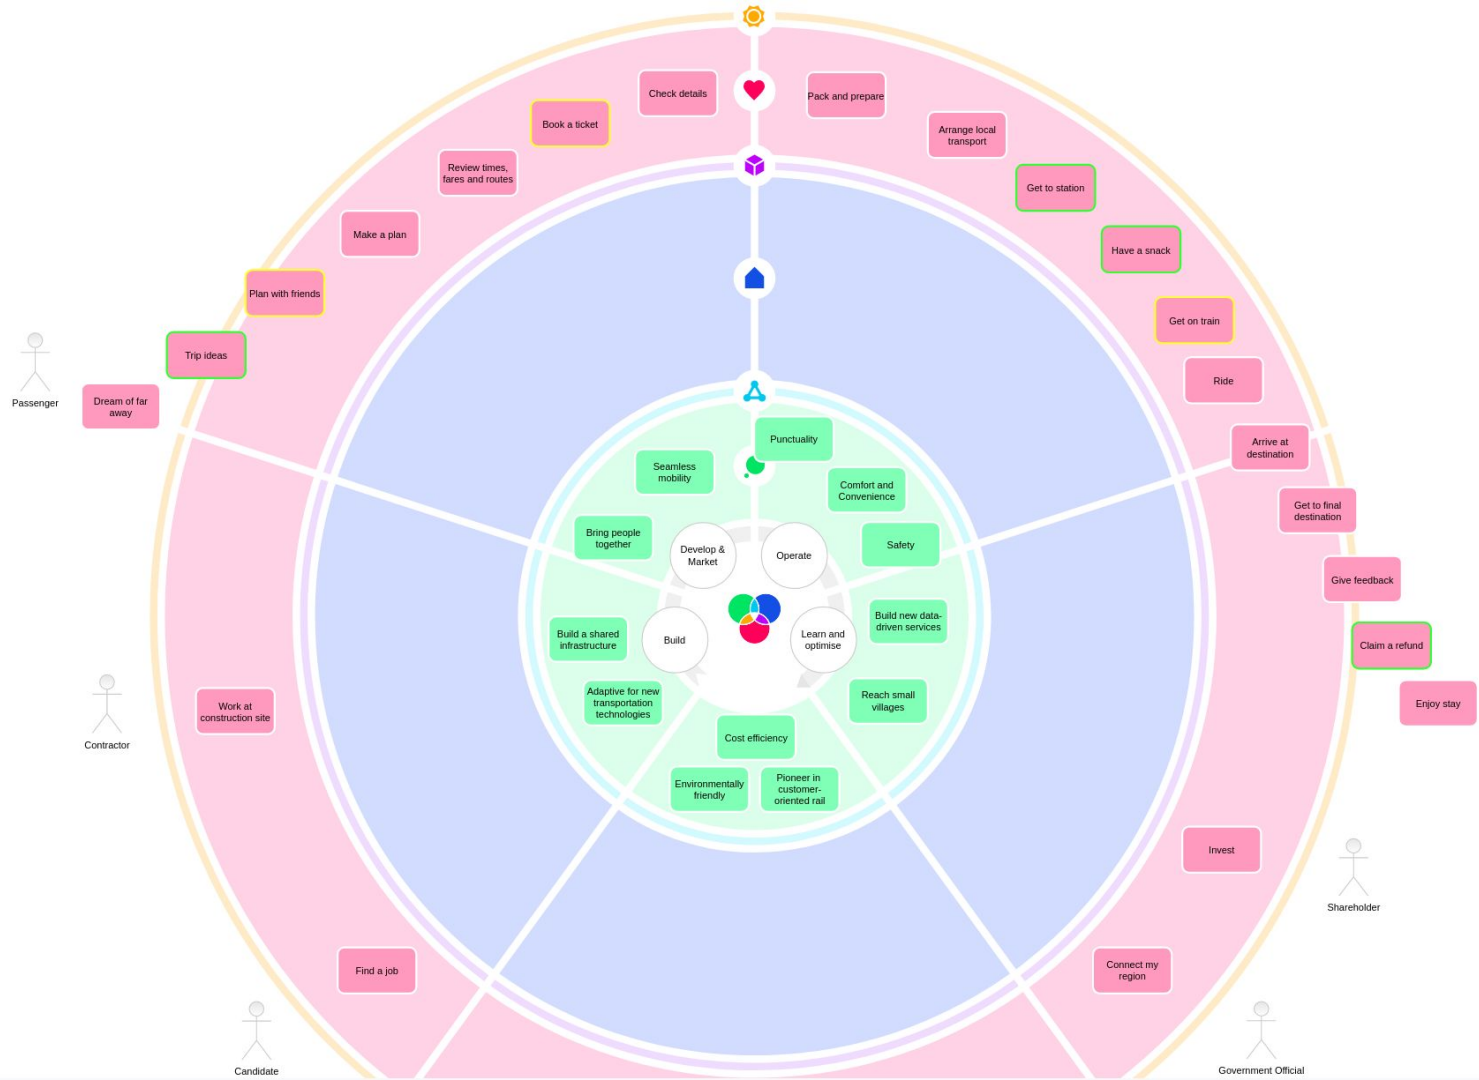 Check details
Pack and prepare
Book a ticket
Arrange local
transport
Review times,
fares and routes
Get to station
Make a plan
Have a snack
Plan with friends
Get on train
Trip ideas
Ride
Passenger
Dream of far
away
Arrive at
destination
Punctuality
Seamless
mobility
Comfort and
Convenience
Get to final
destination
Bring people
together
Develop &
Market
Operate
Safety
Give feedback
Build a shared
infrastructure
Build
Learn and
optimise
Build new data-
driven services
Claim a refund
Adaptive for new
transportation
technologies
Reach small
villages
Enjoy stay
Work at
construction site
Contractor
Cost efficiency
Environmentally
friendly
Pioneer in
customer-
oriented rail
Invest
Shareholder
Find a job
Connect my
region
Candidate
Government Official